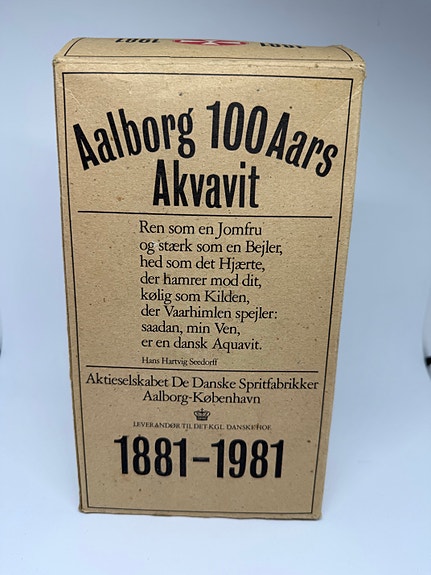 Aalborg 100 Aars
Akvavit
Ren som en Jomfru
og stærk som en Bejler,
hed som det Hjærte,
der hamrer mod dit,
kølig som Kilden,
der Vaarhimlen spejler:
saadan, min Ven,
er en dansk Aquavit.
Hans Hartvig Seedorff
Aktieselskabet De Danske Spritfabrikker
Aalborg-København
LEVERANDØR TIL DET KGL. DANSKE HOF
1881-1981